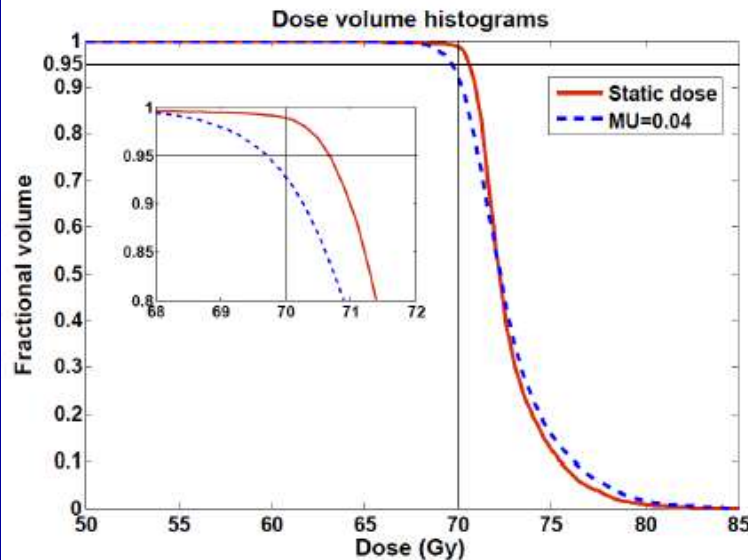 Dose volume histograms
1
0.95
0.9
0.8
0.7
0.6
0.5
0.4
0.3
0.2
0.1
0
Fractional volume
1
0.95
0.9
0.85
0.8
68 69 70 71 72
Static dose
MU=0.04
50 55 60 65 70 75 80 85
Dose (Gy)